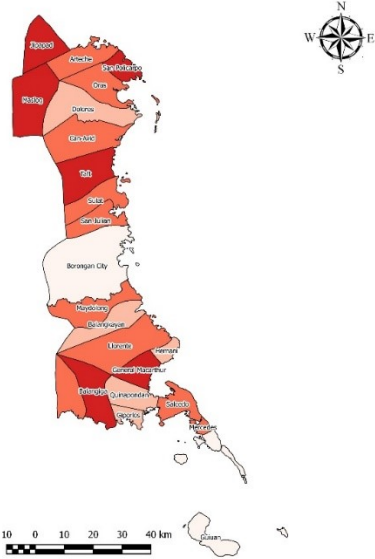 N
W E
S
Jipapad
Arteche
San Policarpo
Maslog
Oras
Dolores
Can-Avid
Taft
Sulat
San Julian
Borongan City
Maydolong
Balangkayan
Llorente
Hernani
General Macarthur
Balangiga
Quinapondan
Salcedo
Giporlos
Mercedes
Guiuan
10 0 10 20 30 40 km